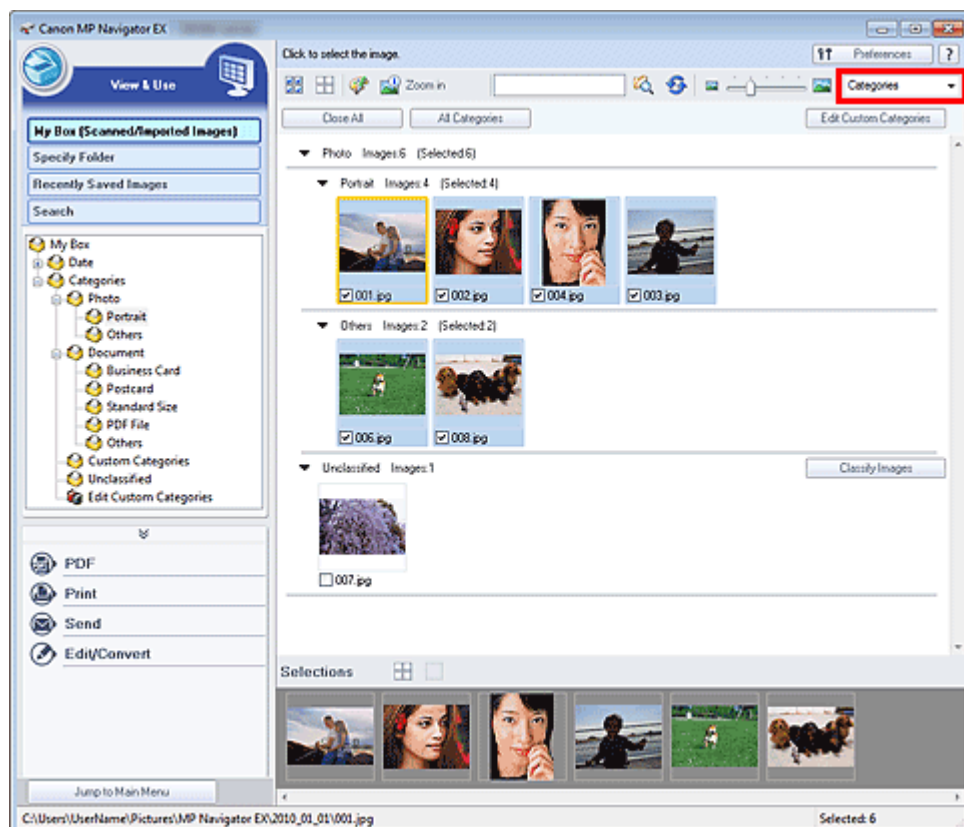 Canon MP Navigator EX
View & Use
Click to select the image.
Preferences
?
Zoom in
Categories
Close All
All Categories
Edit Custom Categories
My Box (Scanned/Imported Images)
Specify Folder
Recently Saved Images
Search
My Box
Date
Categories
Photo
Portrait
Others
Document
Business Card
Postcard
Standard Size
PDF File
Others
Custom Categories
Unclassified
Edit Custom Categories
PDF
Print
Send
Edit/Convert
Jump to Main Menu
Photo Images:6 (Selected:6)
Portrait Images:4 (Selected:4)
001.jpg
002.jpg
004.jpg
003.jpg
Others Images:2 (Selected:2)
006.jpg
008.jpg
Unclassified Images:1
Classify Images
007.jpg
Selections
C:\Users\UserName\Pictures\MP Navigator EX\2010_01_01\001.jpg
Selected: 6